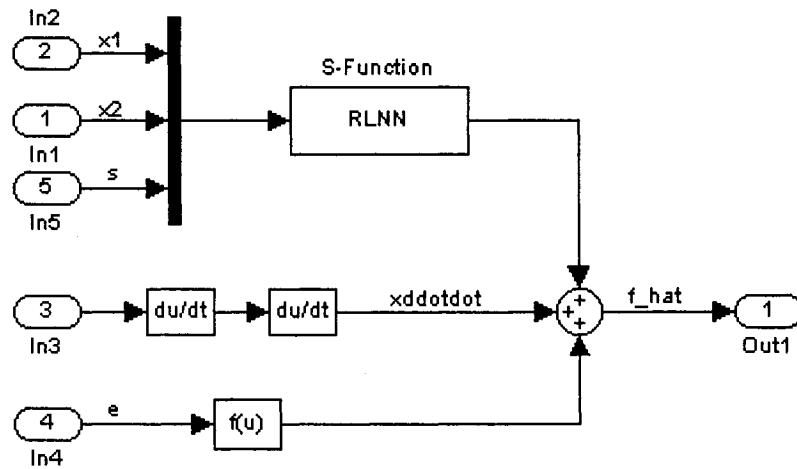 In2
2
x1
S-Function
RLNN
1
x2
In1
5
s
In5
3
In3
du/dt
du/dt
xddotdot
+
+
+
f_hat
1
Out1
4
e
In4
f(u)